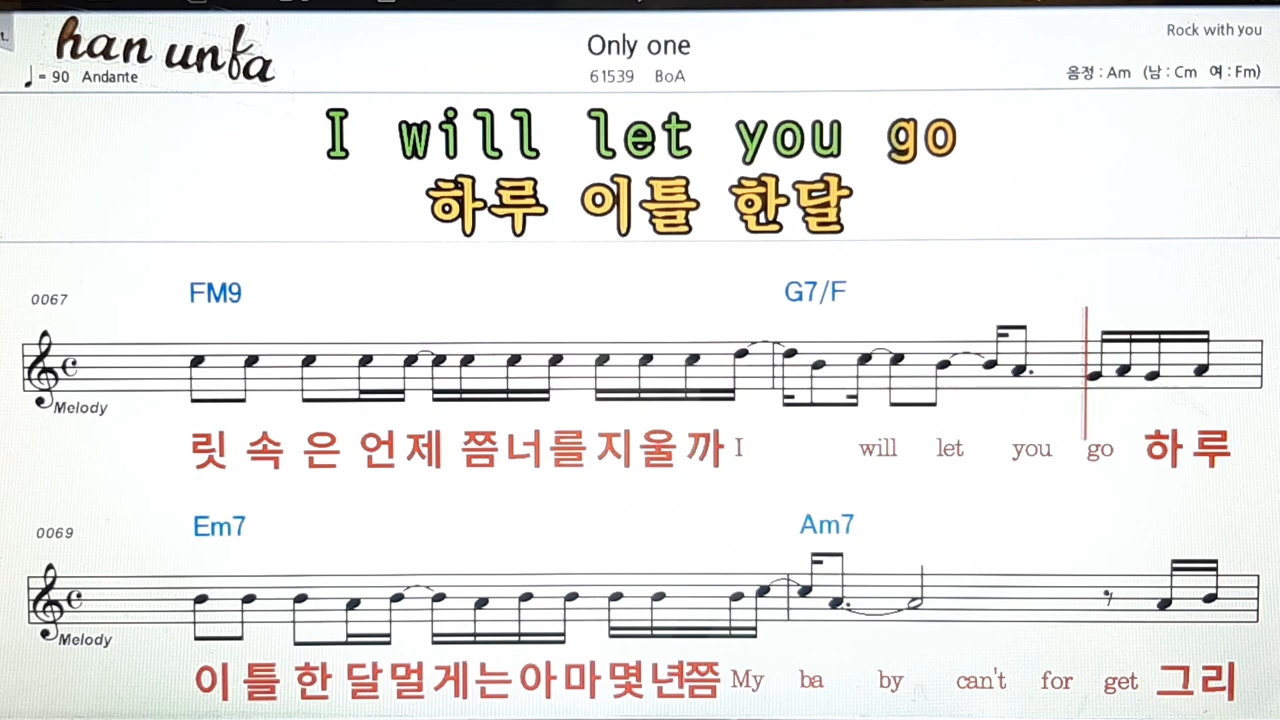 t.
han unfa
Only one
Rock with you
♩= 90 Andante
61539 BoA
음정 : Am (남 : Cm 여 : Fm)
I will let you go
하루 이틀 한달
0067
FM9
G7/F
Melody
릿 속 은 언 제 쯤 너 를 지 울 까 I will let you go 하 루
0069
Em7
Am7
Melody
이 틀 한 달 멀 게 는 아 마 몇 년 쯤 My ba by can't for get 그 리